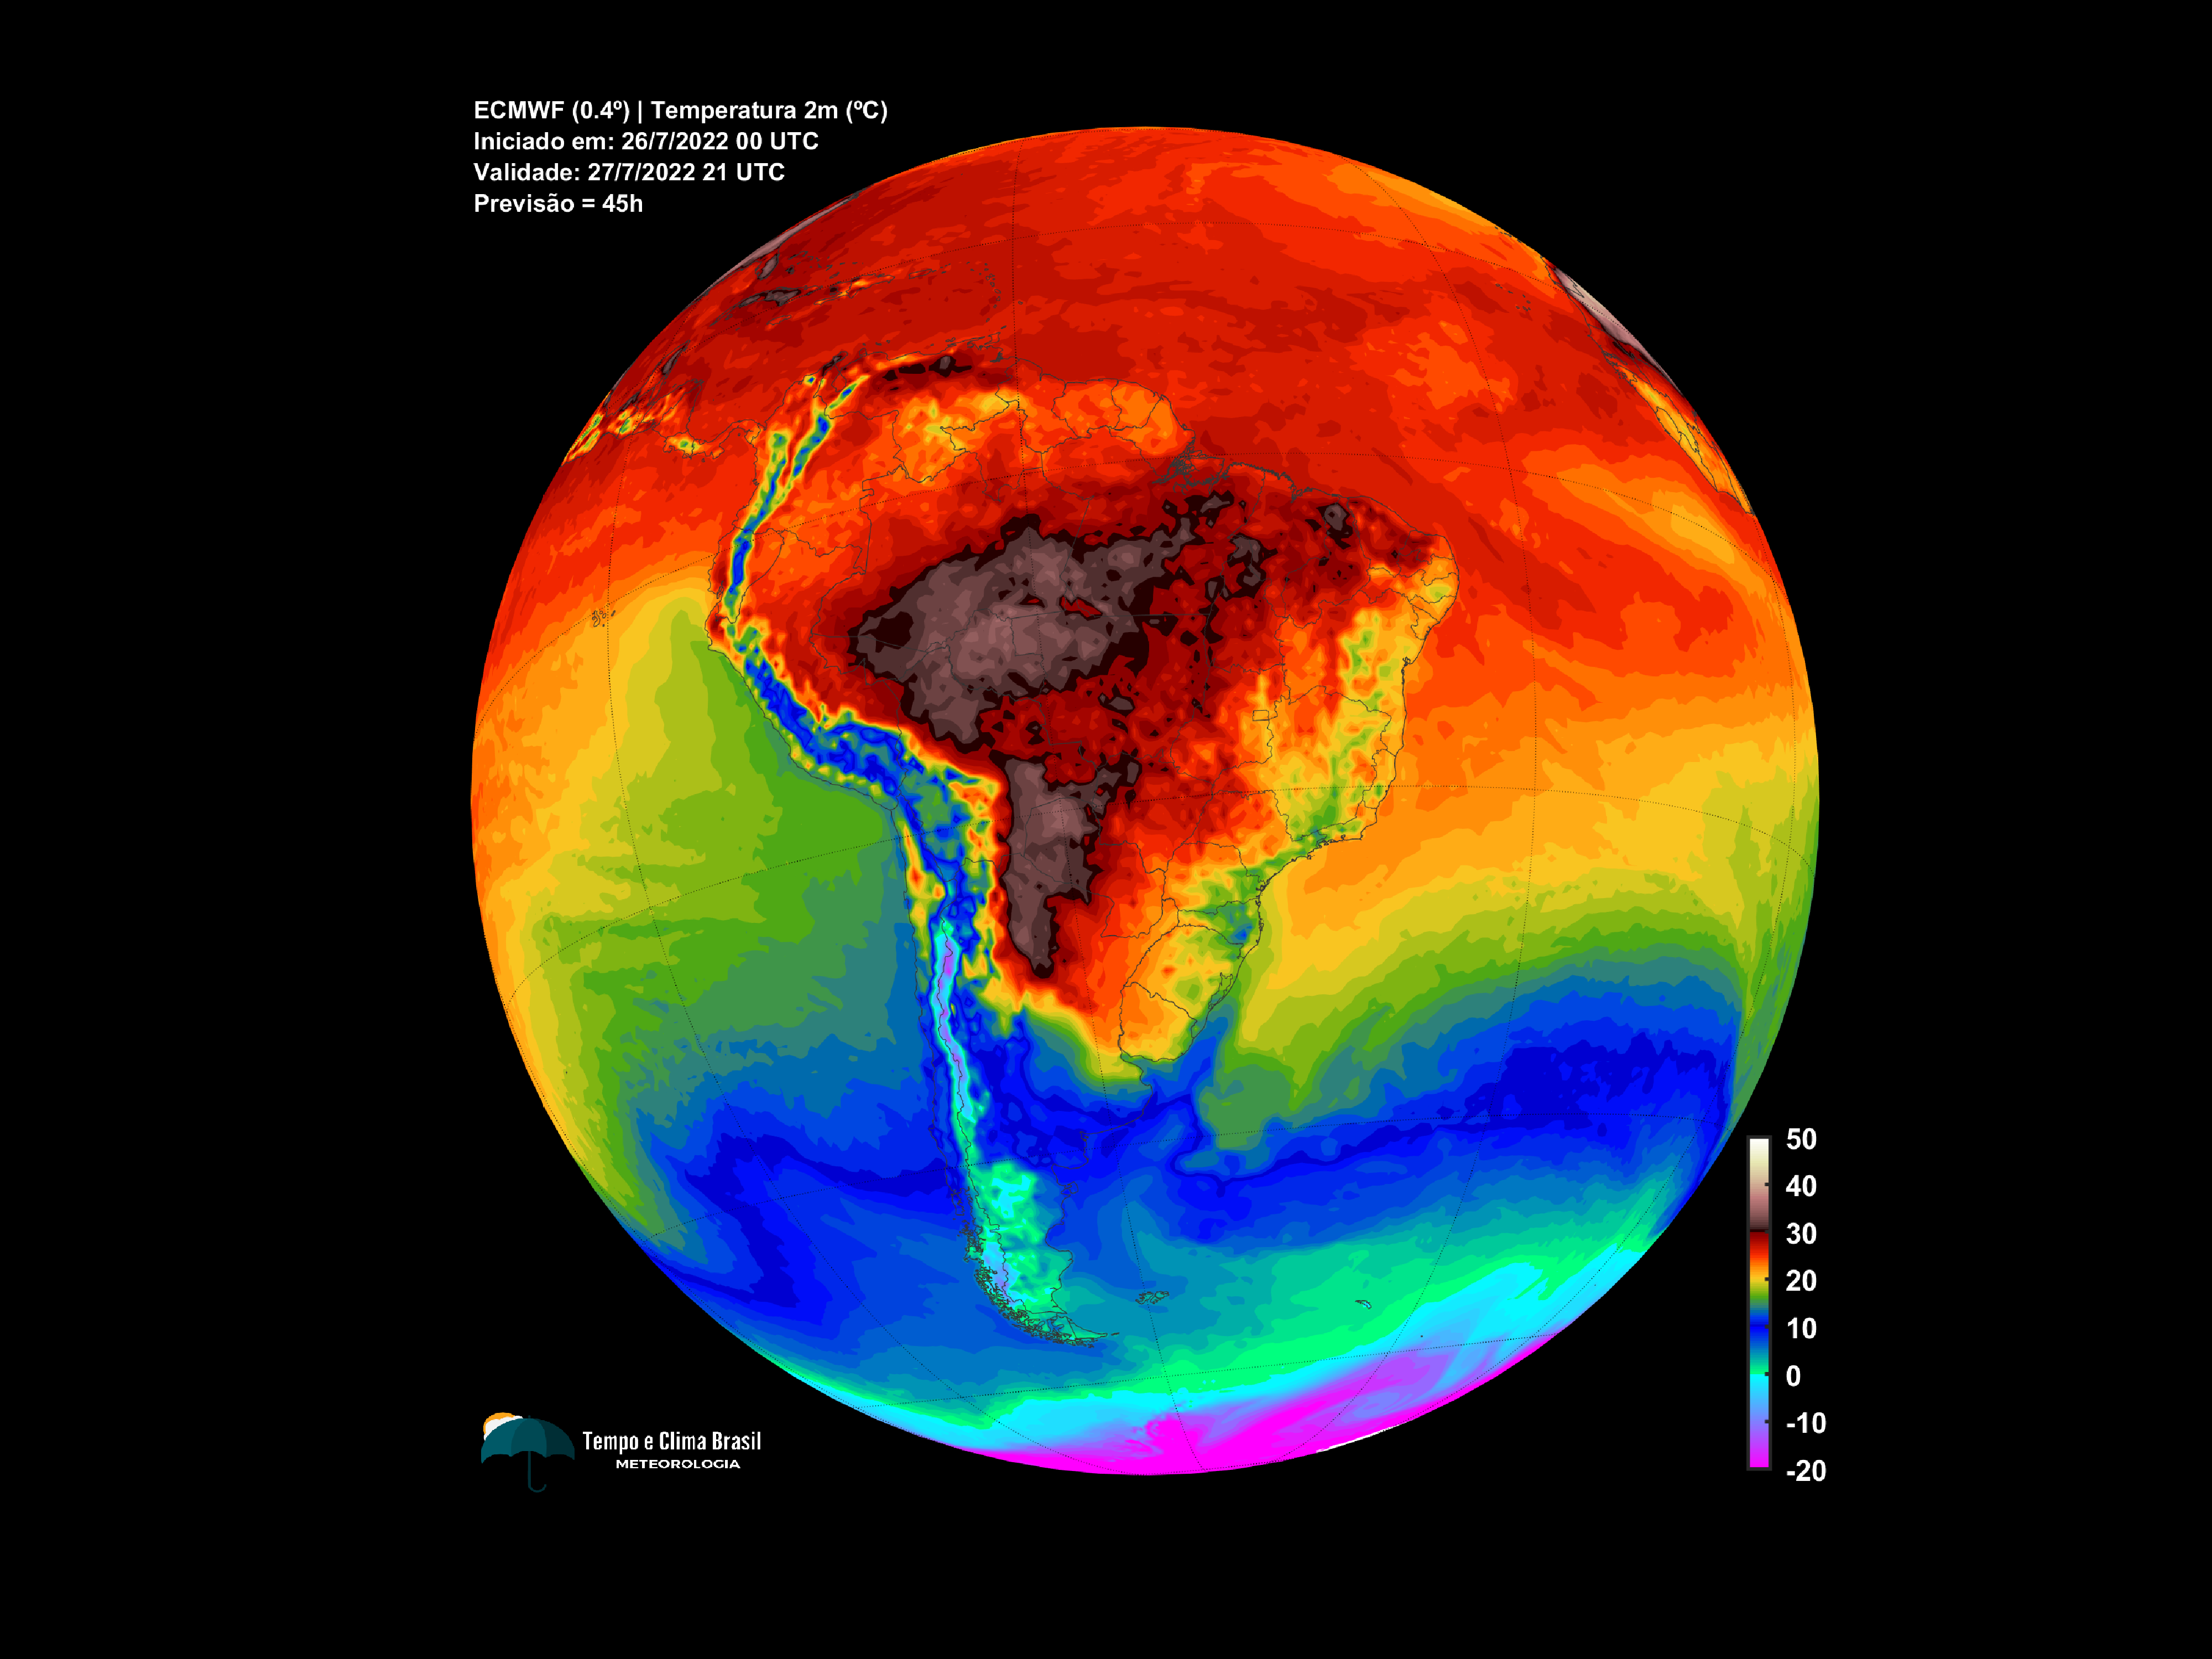 ECMWF (0.4º) | Temperatura 2m (ºC)
Iniciado em: 26/7/2022 00 UTC
Validade: 27/7/2022 21 UTC
Previsão = 45h
50
40
30
20
10
0
-10
-20
Tempo e Clima Brasil
METEOROLOGIA